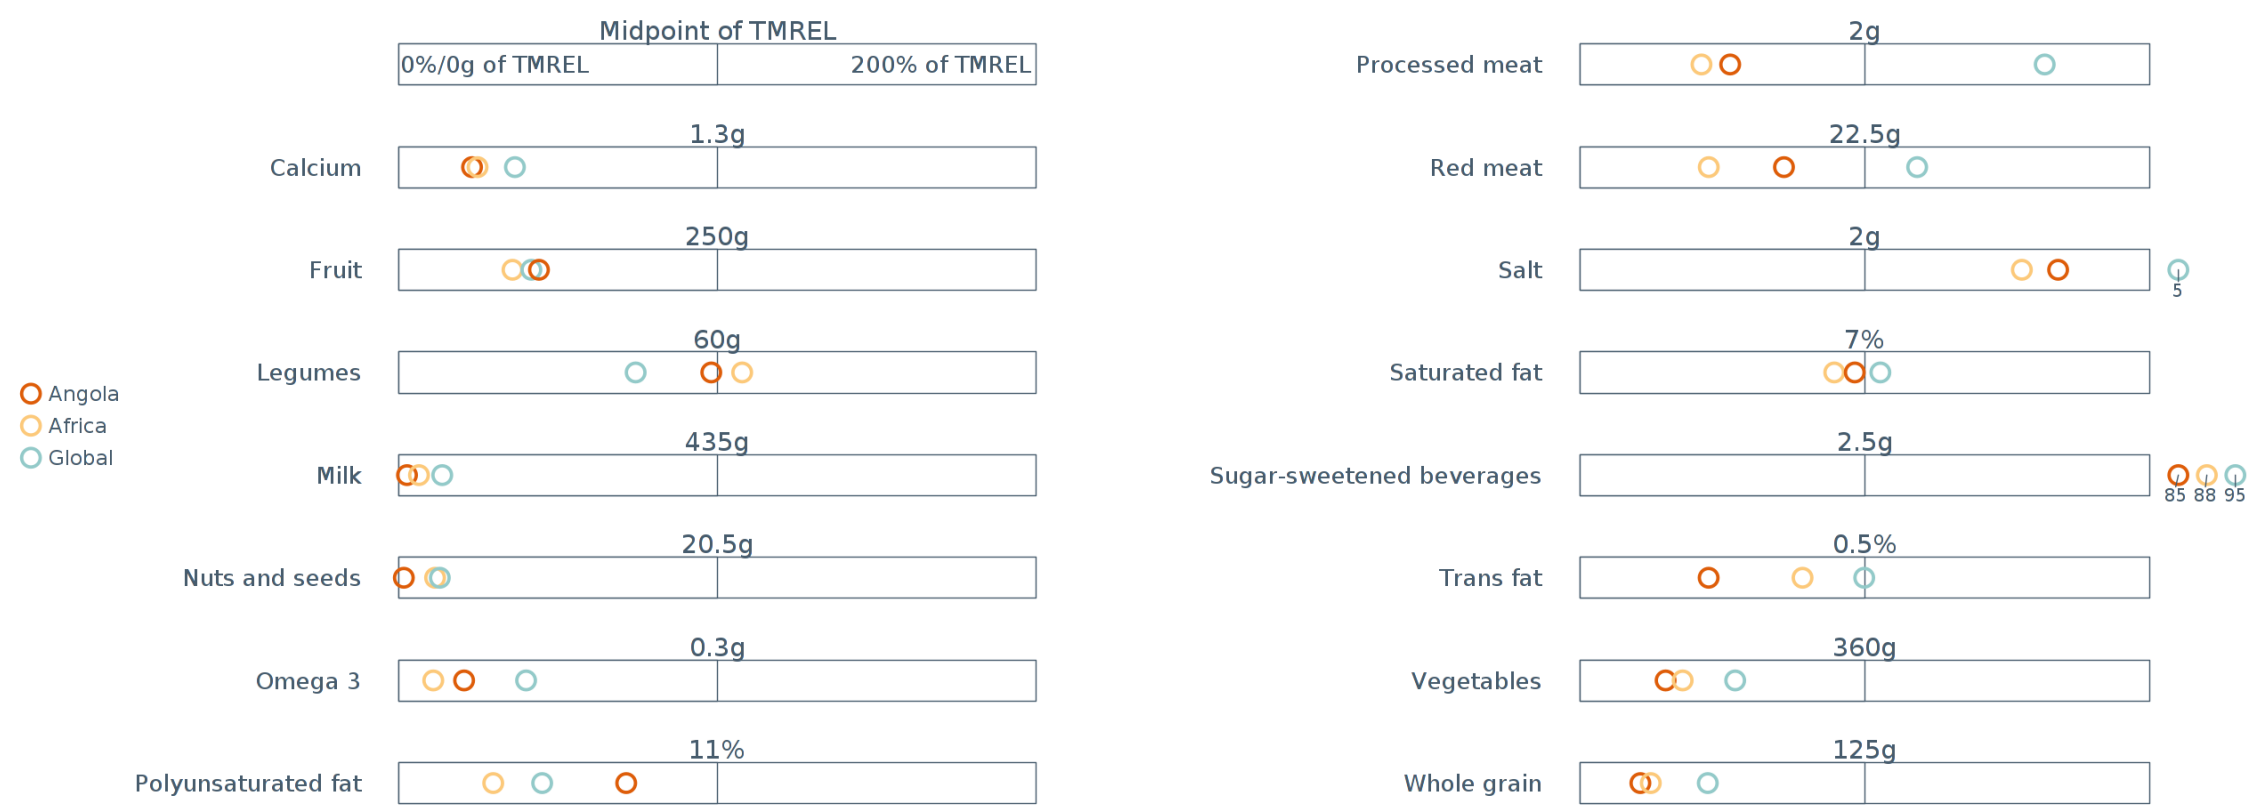 Midpoint of TMREL
0%/0g of TMREL
200% of TMREL
Calcium
1.3g
Fruit
250g
Legumes
60g
Milk
435g
Nuts and seeds
20.5g
Omega 3
0.3g
Polyunsaturated fat
11%
Angola
Africa
Global
Processed meat
2g
Red meat
22.5g
Salt
2g
5
Saturated fat
7%
Sugar-sweetened beverages
2.5g
85 88 95
Trans fat
0.5%
Vegetables
360g
Whole grain
125g